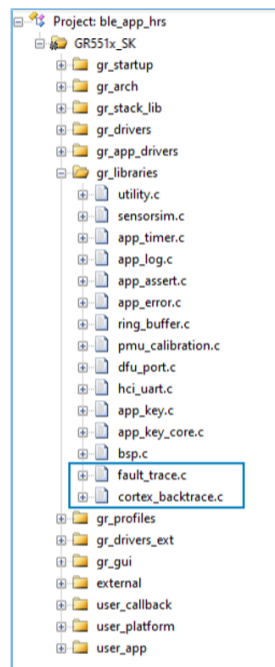 Project: ble_app_hrs
GR551x_SK
gr_startup
gr_arch
gr_stack_lib
gr_drivers
gr_app_drivers
gr_libraries
utility.c
sensorsim.c
app_timer.c
app_log.c
app_assert.c
app_error.c
ring_buffer.c
pmu_calibration.c
dfu_port.c
hci_uart.c
app_key.c
app_key_core.c
bsp.c
fault_trace.c
cortex_backtrace.c
gr_profiles
gr_drivers_ext
gr_gui
external
user_callback
user_platform
user_app